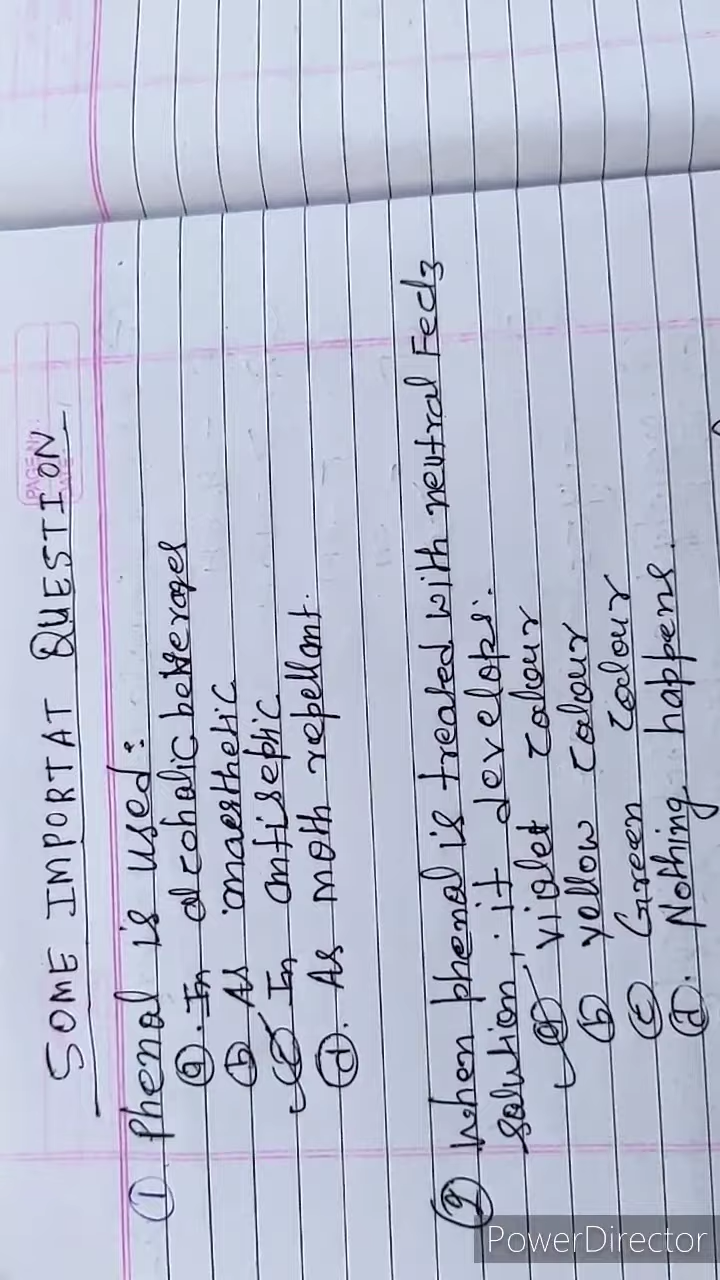 SOME IMPORTAT QUESTION
① Phenol is used:
ⓐ. In alcoholic beverages
ⓑ As anaesthetic
ⓒ In antiseptic
ⓓ. As moth repellant.
② When phenol is treated with neutral Fecl3
solution, it develops:
ⓐ violet colour
ⓑ yellow colour
ⓒ Green colour
ⓓ. Nothing happens.
PowerDirector